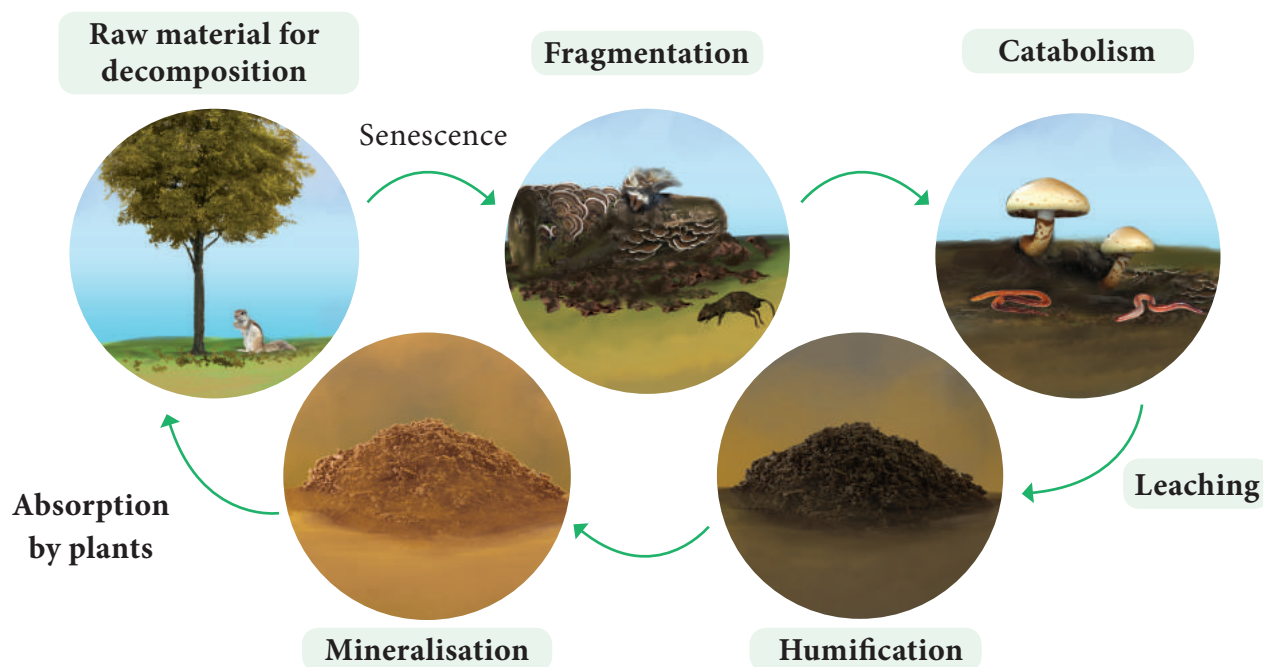 Raw material for
decomposition
Fragmentation
Catabolism
Senescence
Leaching
Absorption
by plants
Mineralisation
Humification